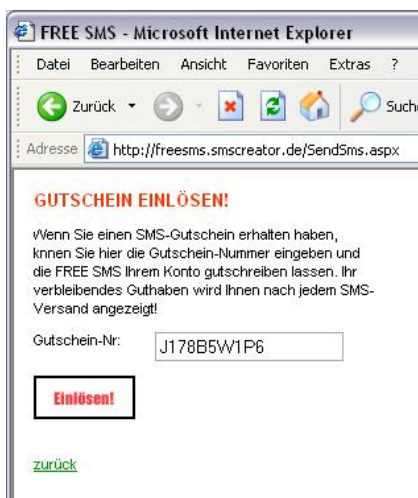 FREE SMS - Microsoft Internet Explorer
Datei Bearbeiten Ansicht Favoriten Extras ?
Zurück Suche
Adresse http://freesms.smscreator.de/SendSms.aspx
GUTSCHEIN EINLÖSEN!
Wenn Sie einen SMS-Gutschein erhalten haben,
knnen Sie hier die Gutschein-Nummer eingeben und
die FREE SMS Ihrem Konto gutschreiben lassen. Ihr
verbleibendes Guthaben wird Ihnen nach jedem SMS-
Versand angezeigt!
Gutschein-Nr: J178B5W1P6
Einlösen!
zurück